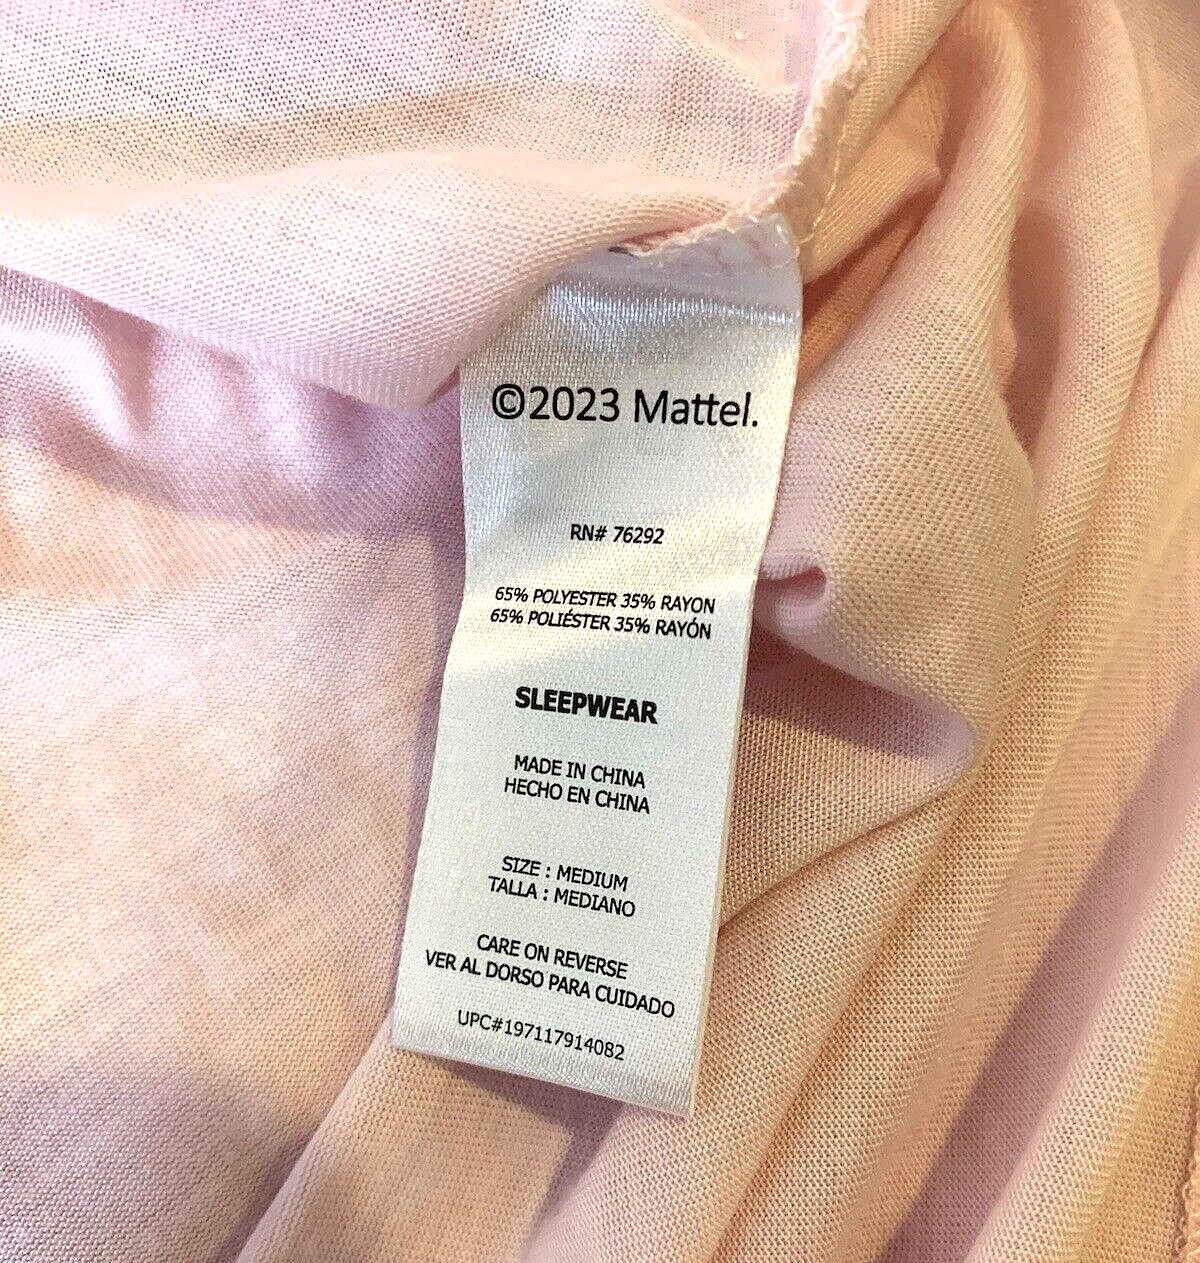 ©2023 Mattel.
RN# 76292
65% POLYESTER 35% RAYON
65% POLIÉSTER 35% RAYÓN
SLEEPWEAR
MADE IN CHINA
HECHO EN CHINA
SIZE : MEDIUM
TALLA : MEDIANO
CARE ON REVERSE
VER AL DORSO PARA CUIDADO
UPC#197117914082